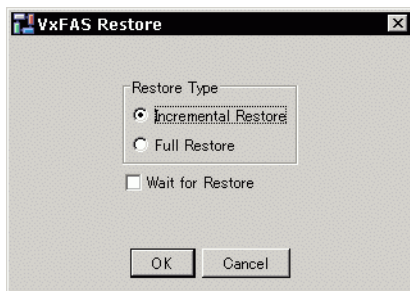 VxFAS Restore
Restore Type
Incremental Restore
Full Restore
Wait for Restore
OK
Cancel